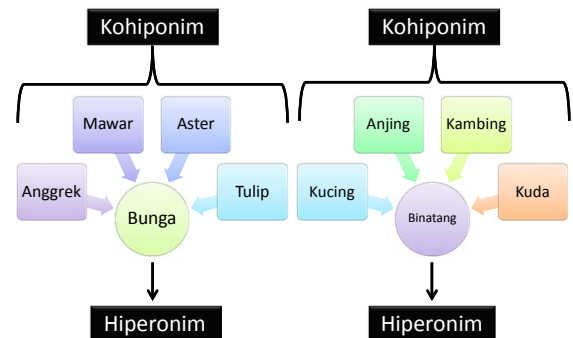 Kohiponim
Mawar
Aster
Anggrek
Tulip
Bunga
Hiperonim
Kohiponim
Anjing
Kambing
Kucing
Kuda
Binatang
Hiperonim